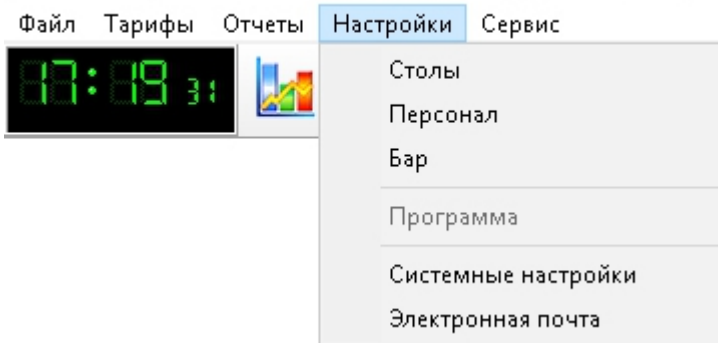 Файл Тарифы Отчеты Настройки Сервис
17:19 31
Столы
Персонал
Бар
Программа
Системные настройки
Электронная почта